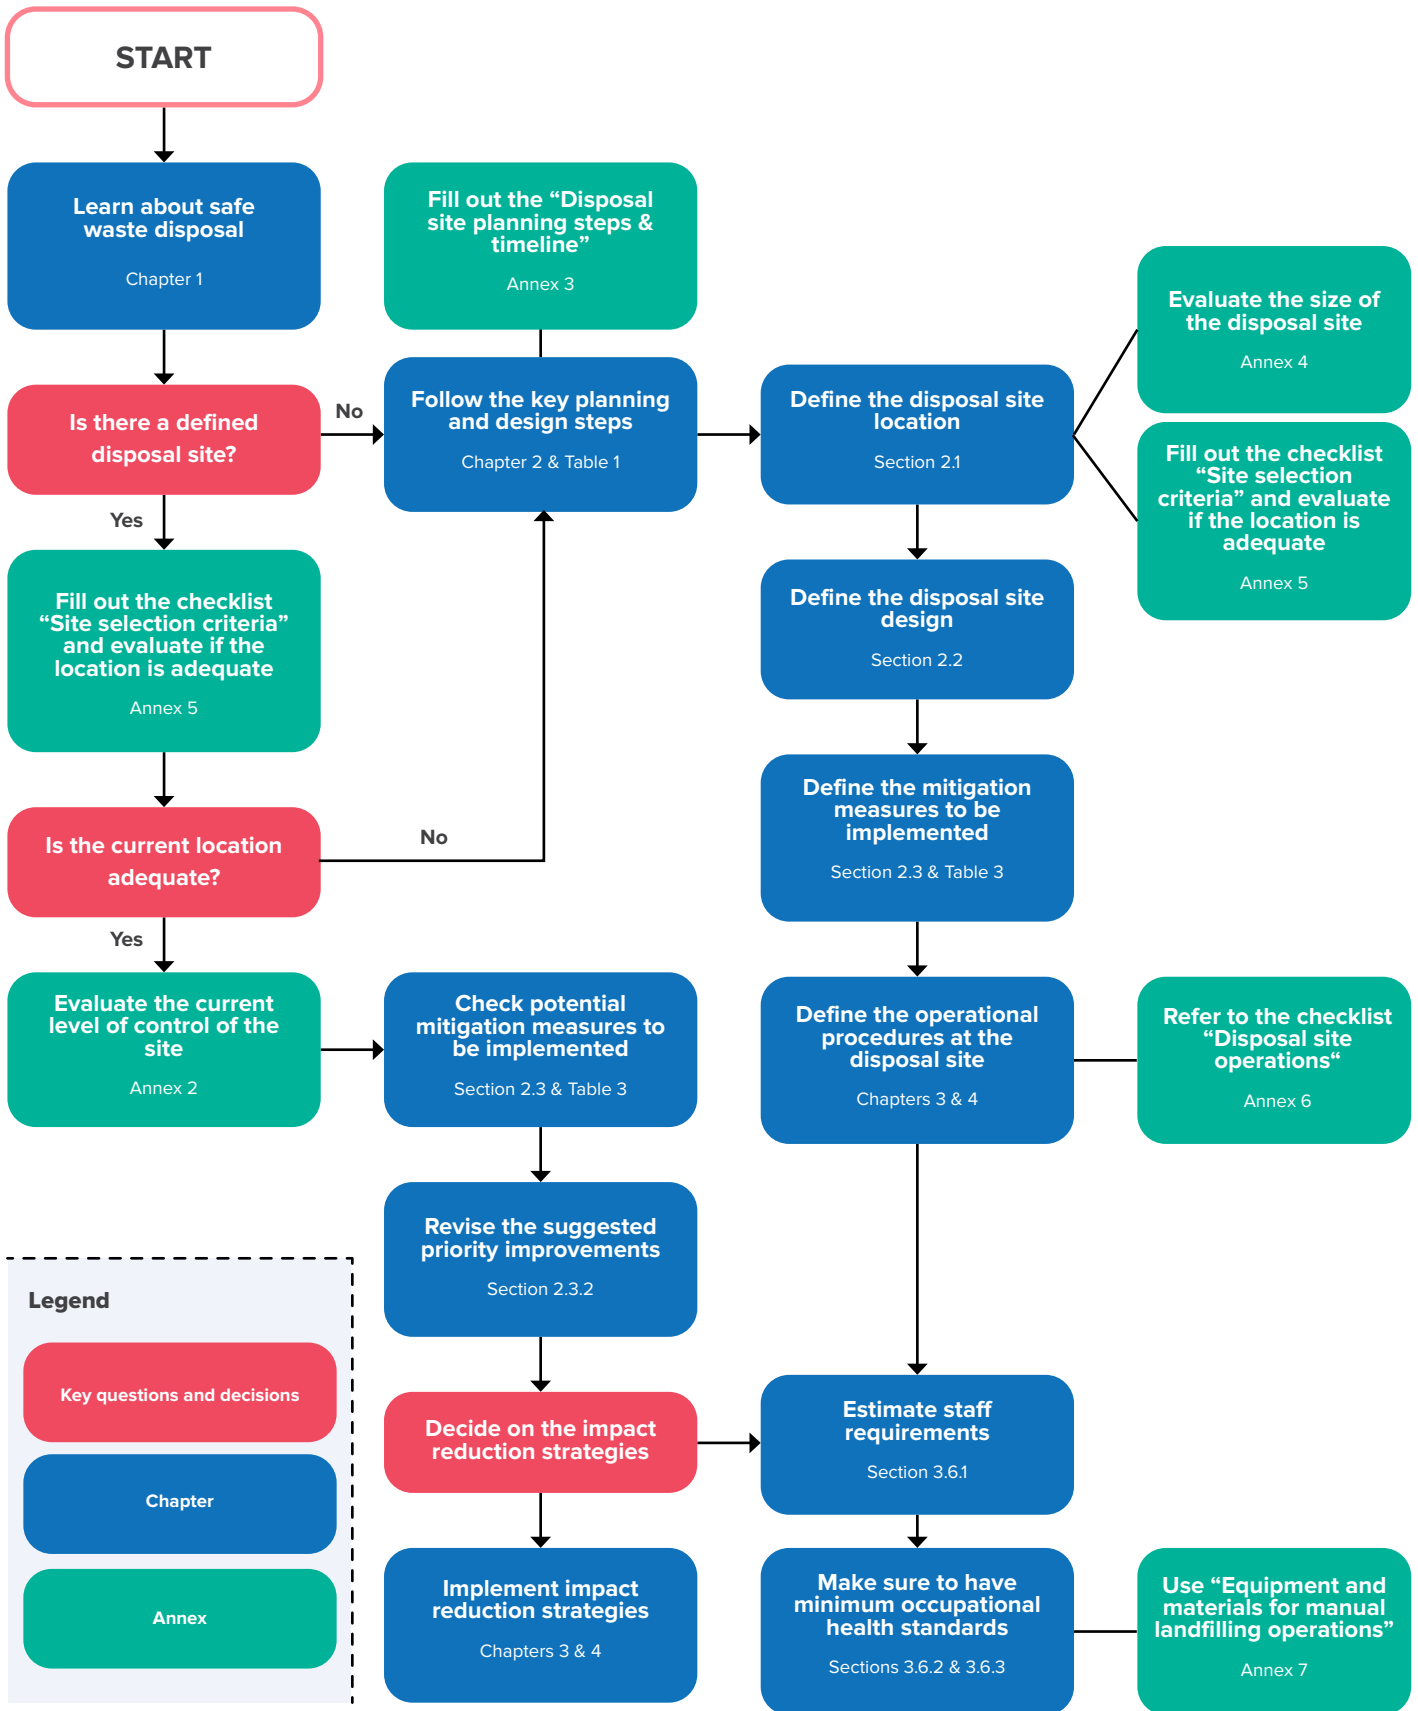 START
Learn about safe
waste disposal
Chapter 1
Is there a defined
disposal site?
No
Yes
Fill out the checklist
“Site selection criteria”
and evaluate if the
location is adequate
Annex 5
Is the current location
adequate?
No
Yes
Evaluate the current
level of control of the
site
Annex 2
Fill out the “Disposal
site planning steps &
timeline”
Annex 3
Follow the key planning
and design steps
Chapter 2 & Table 1
Check potential
mitigation measures to
be implemented
Section 2.3 & Table 3
Revise the suggested
priority improvements
Section 2.3.2
Decide on the impact
reduction strategies
Implement impact
reduction strategies
Chapters 3 & 4
Define the disposal site
location
Section 2.1
Evaluate the size of
the disposal site
Annex 4
Fill out the checklist
“Site selection
criteria” and evaluate
if the location is
adequate
Annex 5
Define the disposal site
design
Section 2.2
Define the mitigation
measures to be
implemented
Section 2.3 & Table 3
Define the operational
procedures at the
disposal site
Chapters 3 & 4
Refer to the checklist
“Disposal site
operations“
Annex 6
Estimate staff
requirements
Section 3.6.1
Make sure to have
minimum occupational
health standards
Sections 3.6.2 & 3.6.3
Use “Equipment and
materials for manual
landfilling operations”
Annex 7
Legend
Key questions and decisions
Chapter
Annex